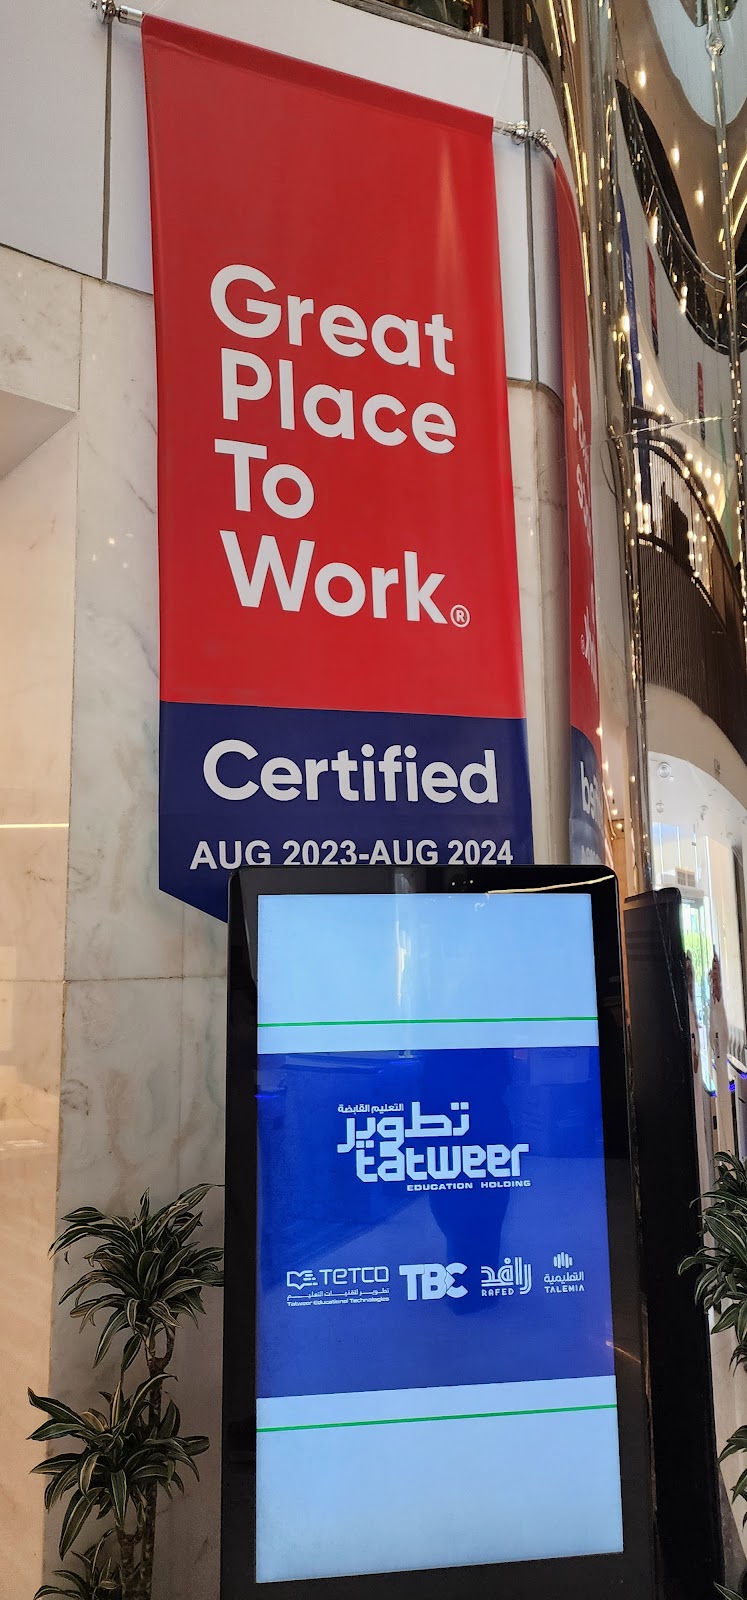 Great
Place
To
Work®
Certified
AUG 2023-AUG 2024
التعليم القابضة
تطوير
tatweer
EDUCATION HOLDING
TETCO
تطوير لتقنيات التعليم
Tatweer Educational Technologies
TBC
رافد
RAFED
التعليمية
TALEMIA